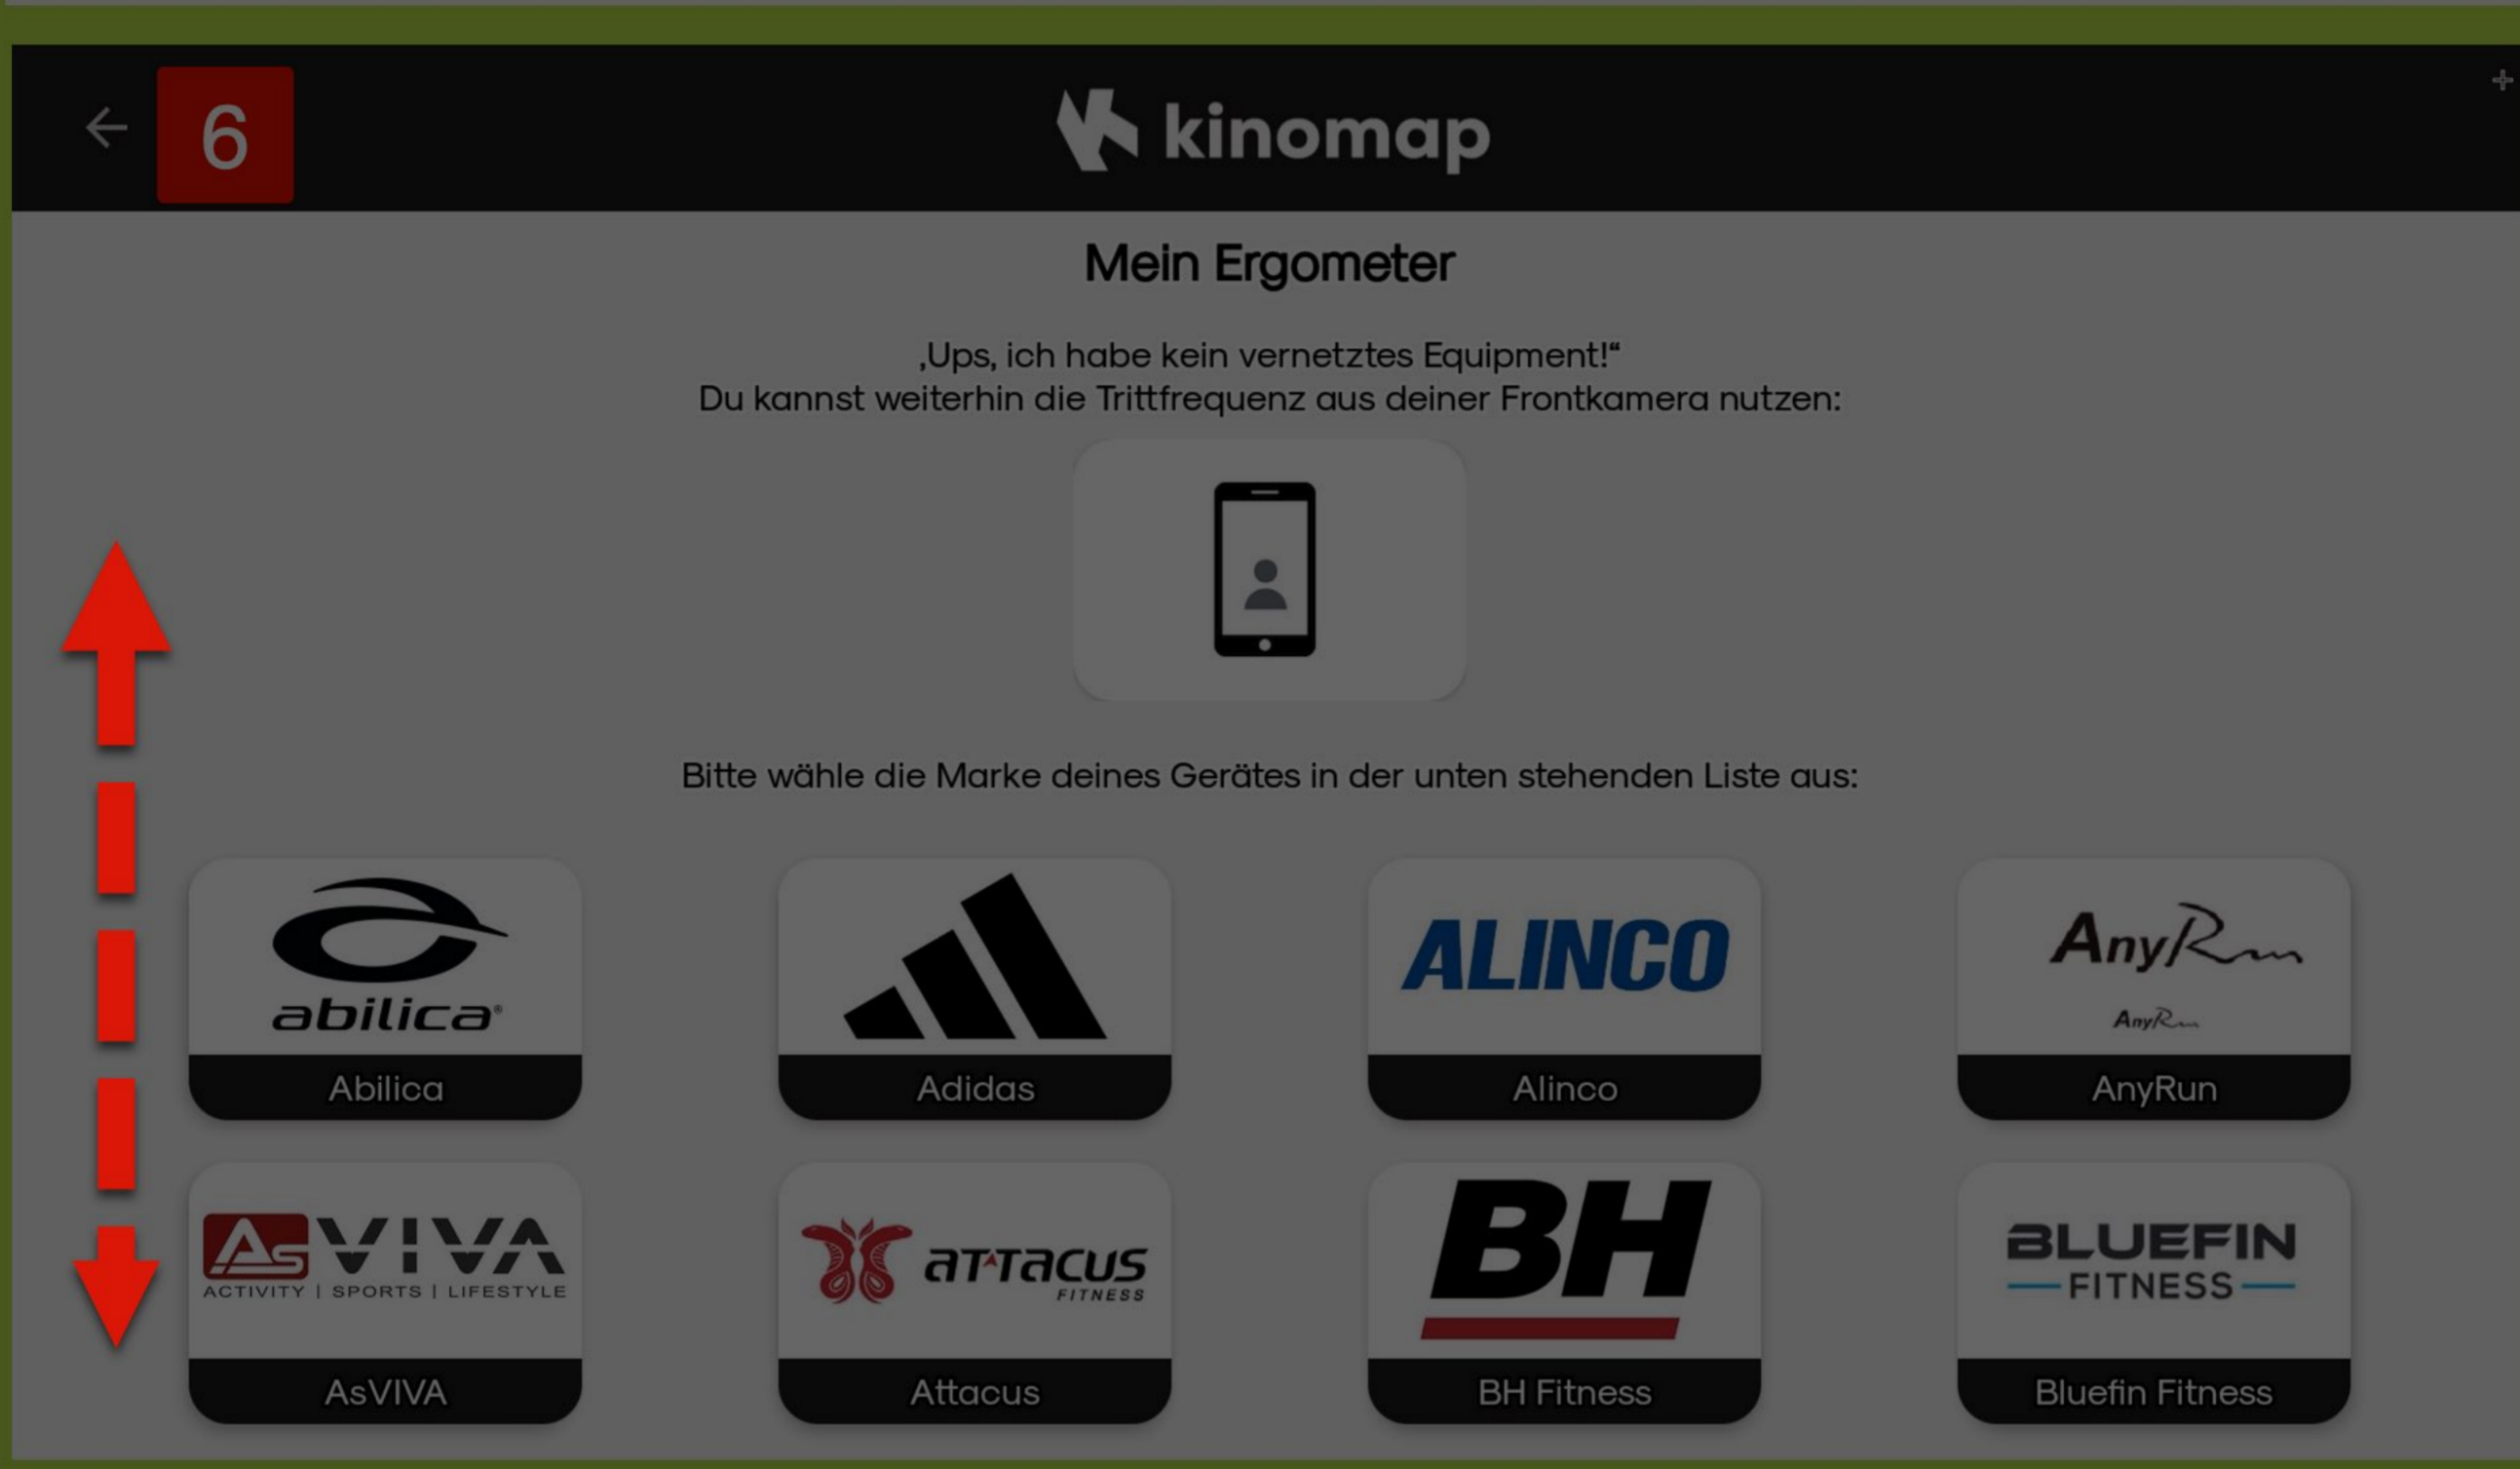 6
kinomap
Mein Ergometer
‚Ups, ich habe kein vernetztes Equipment!“
Du kannst weiterhin die Trittfrequenz aus deiner Frontkamera nutzen:
Bitte wähle die Marke deines Gerätes in der unten stehenden Liste aus:
abilica®
Abilica
Adidas
ALINCO
Alinco
AnyRun
AnyRun
AnyRun
AsVIVA
ACTIVITY | SPORTS | LIFESTYLE
AsVIVA
ATTACUS
FITNESS
Attacus
BH
BH Fitness
BLUEFIN
FITNESS
Bluefin Fitness